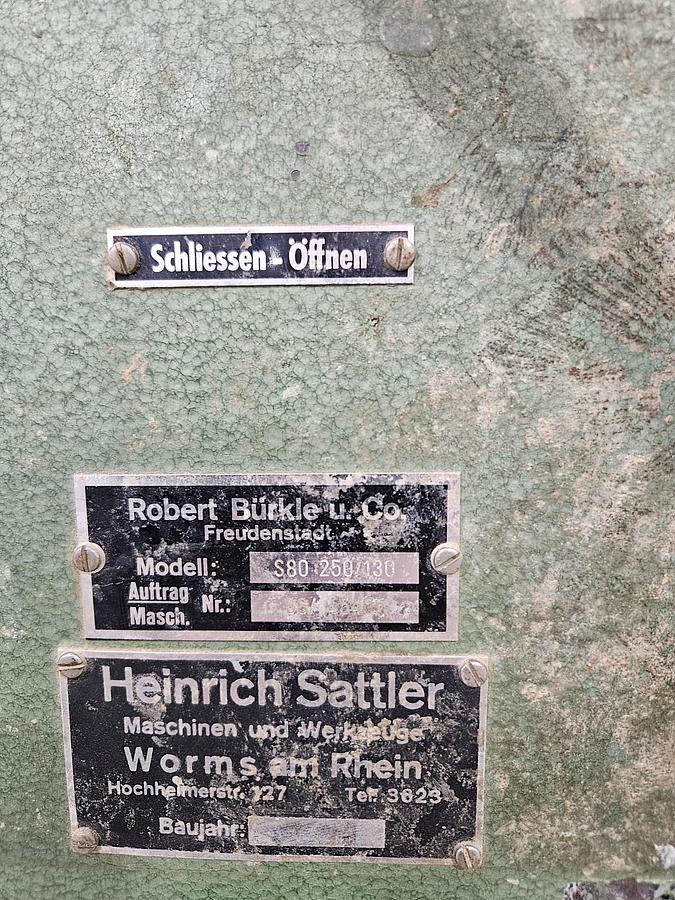 Schliessen - Öffnen
Robert Bürkle u. Co.
Freudenstadt
Modell: S80 250/130
Auftrag
Masch. Nr.:
Heinrich Sattler
Maschinen und Werkzeuge
Worms am Rhein
Hochheimerstr. 127 Tel. 3823
Baujahr: